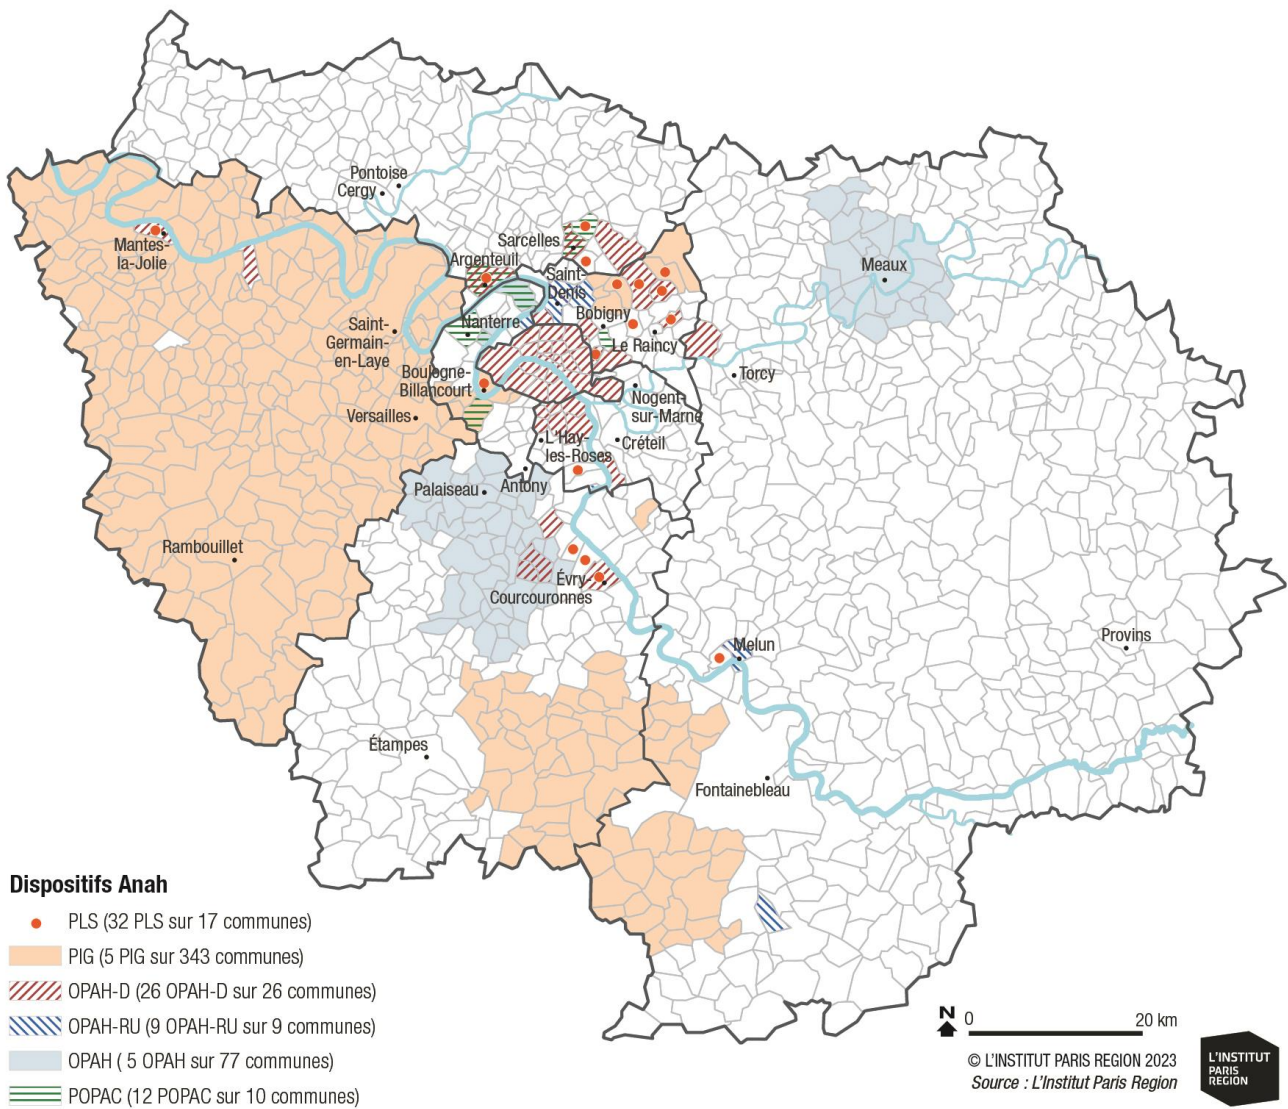 Pontoise
Cergy
Mantes-
la-Jolie
Sarcelles
Argenteuil
Saint-
Denis
Meaux
Bobigny
Nanterre
Saint-
Germain-
en-Laye
Le Raincy
Boulogne-
Billancourt
Torcy
Nogent-
sur-Marne
Versailles
L'Hay-
les-Roses
Créteil
Palaiseau
Antony
Rambouillet
Évry-
Courcouronnes
Melun
Provins
Étampes
Fontainebleau
Dispositifs Anah
PLS (32 PLS sur 17 communes)
PIG (5 PIG sur 343 communes)
OPAH-D (26 OPAH-D sur 26 communes)
OPAH-RU (9 OPAH-RU sur 9 communes)
OPAH ( 5 OPAH sur 77 communes)
POPAC (12 POPAC sur 10 communes)
N 0 20 km
© L'INSTITUT PARIS REGION 2023
Source : L'Institut Paris Region
L'INSTITUT
PARIS
REGION